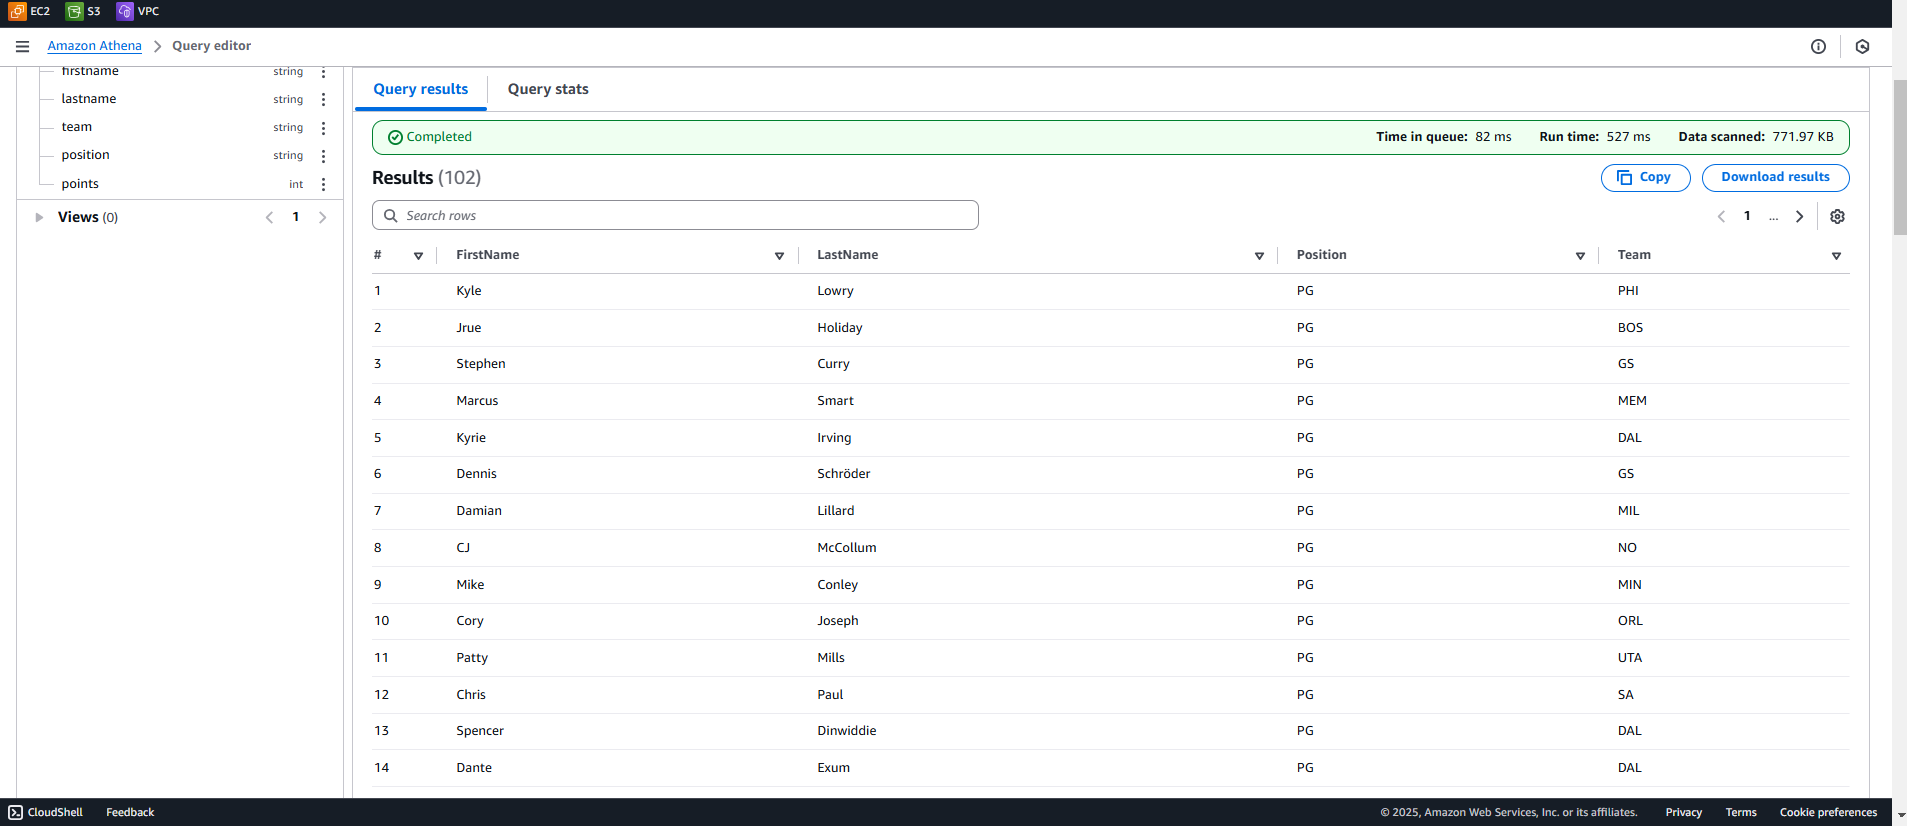 EC2 S3 VPC
Amazon Athena Query editor
firstname string
lastname string
team string
position string
points int
Views (0) 1
Query results Query stats
Completed Time in queue: 82 ms Run time: 527 ms Data scanned: 771.97 KB
Results (102) Copy Download results
Search rows 1 ...
# FirstName LastName Position Team
1 Kyle Lowry PG PHI
2 Jrue Holiday PG BOS
3 Stephen Curry PG GS
4 Marcus Smart PG MEM
5 Kyrie Irving PG DAL
6 Dennis Schröder PG GS
7 Damian Lillard PG MIL
8 CJ McCollum PG NO
9 Mike Conley PG MIN
10 Cory Joseph PG ORL
11 Patty Mills PG UTA
12 Chris Paul PG SA
13 Spencer Dinwiddie PG DAL
14 Dante Exum PG DAL
CloudShell Feedback © 2025, Amazon Web Services, Inc. or its affiliates. Privacy Terms Cookie preferences